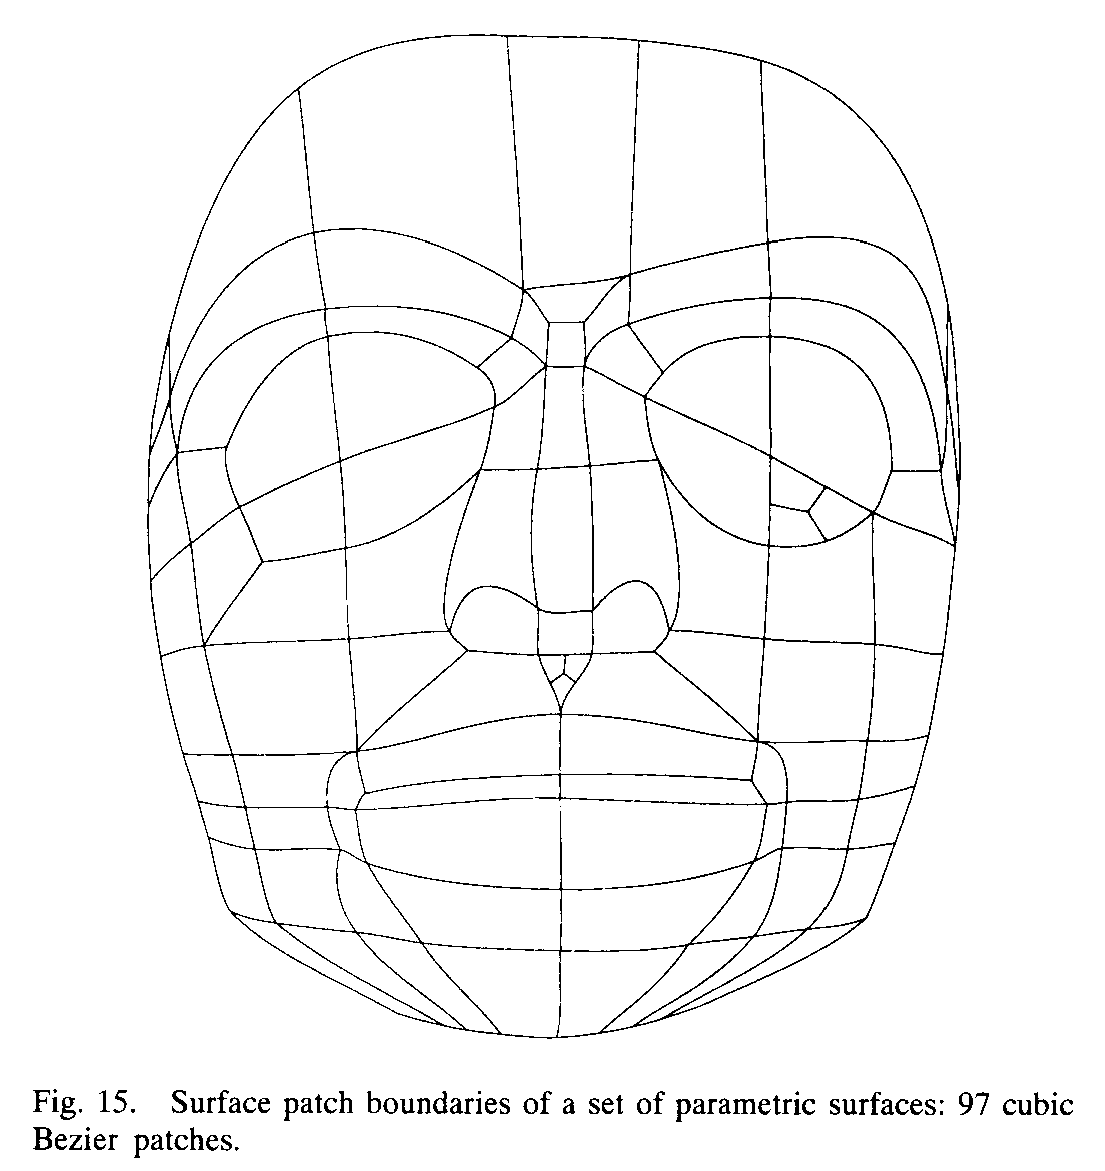 Fig. 15. Surface patch boundaries of a set of parametric surfaces: 97 cubic
Bezier patches.